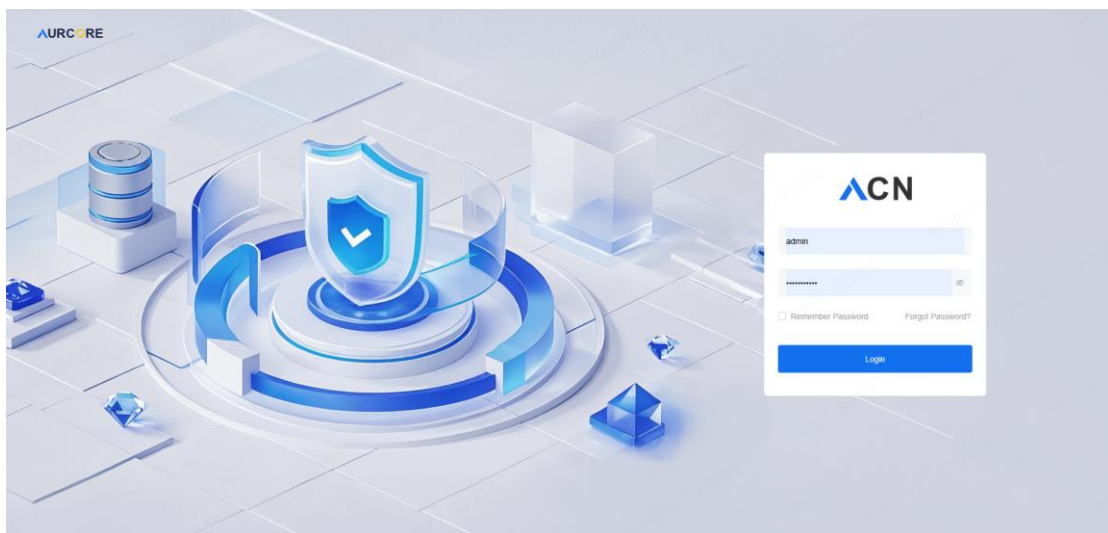 AURCORE
ACN
admin
•••••••••••
Remember Password Forgot Password?
Login